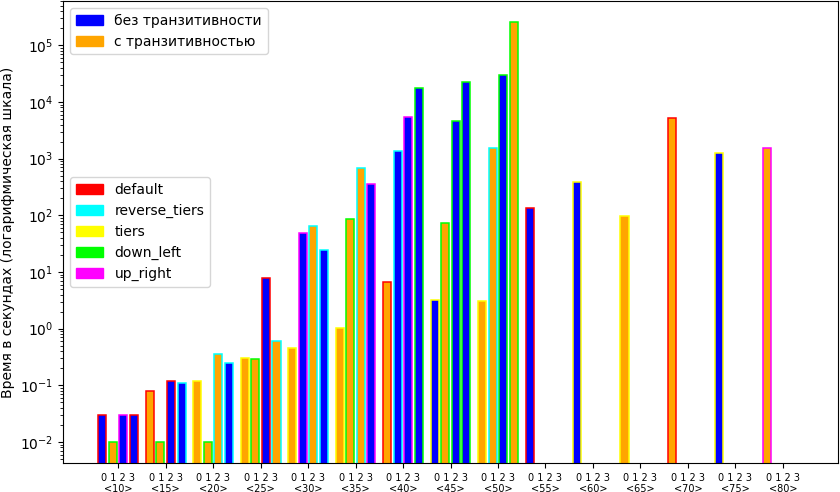 без транзитивности
с транзитивностью
default
reverse_tiers
tiers
down_left
up_right
Время в секундах (логарифмическая шкала)
10⁵
10⁴
10³
10²
10¹
10⁰
10⁻¹
10⁻²
0 1 2 3 0 1 2 3 0 1 2 3 0 1 2 3 0 1 2 3 0 1 2 3 0 1 2 3 0 1 2 3 0 1 2 3 0 1 2 3 0 1 2 3 0 1 2 3 0 1 2 3 0 1 2 3 0 1 2 3
<10> <15> <20> <25> <30> <35> <40> <45> <50> <55> <60> <65> <70> <75> <80>